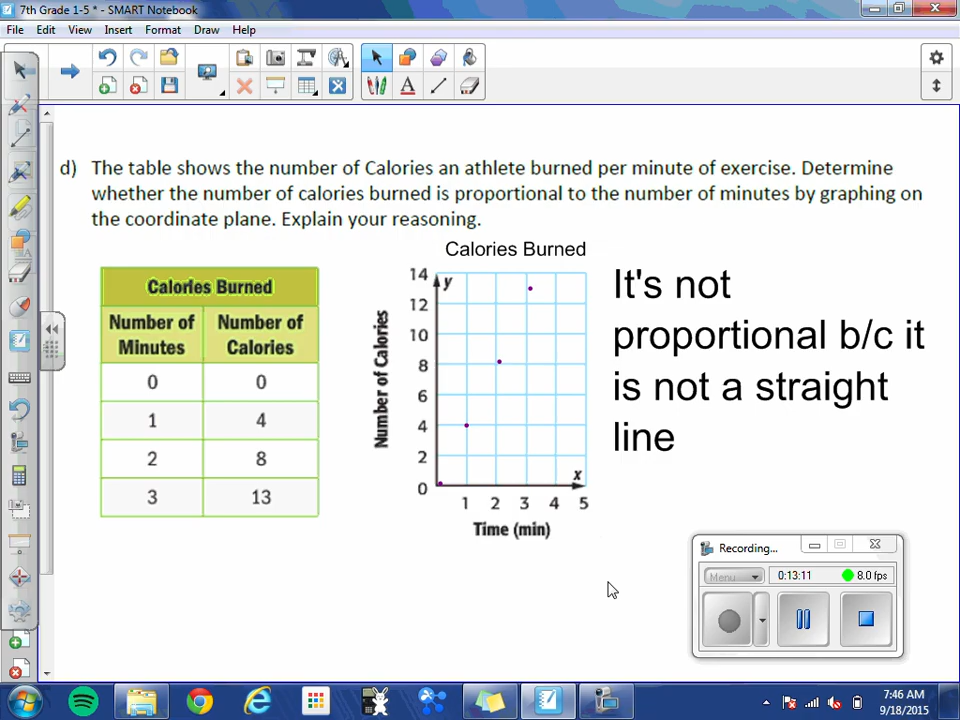 7th Grade 1-5 * - SMART Notebook
File Edit View Insert Format Draw Help
d) The table shows the number of Calories an athlete burned per minute of exercise. Determine
whether the number of calories burned is proportional to the number of minutes by graphing on
the coordinate plane. Explain your reasoning.
Calories Burned
Number of Minutes Number of Calories
0 0
1 4
2 8
3 13
Calories Burned
Number of Calories
14
12
10
8
6
4
2
0
y
x
1 2 3 4 5
Time (min)
It's not
proportional b/c it
is not a straight
line
Recording...
Menu 0:13:11 8.0 fps
7:46 AM
9/18/2015